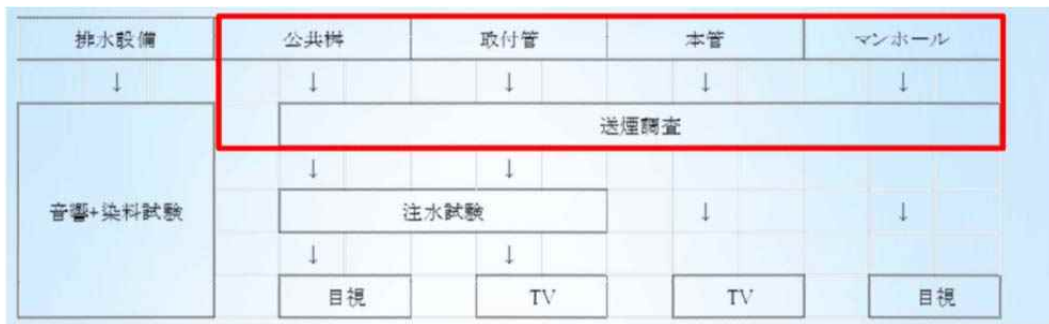 排水設備 公共桝 取付管 本管 マンホール
↓ ↓ ↓ ↓ ↓
送煙調査
↓ ↓
音響+染料試験 注水試験 ↓ ↓
↓ ↓
目視 TV TV 目視